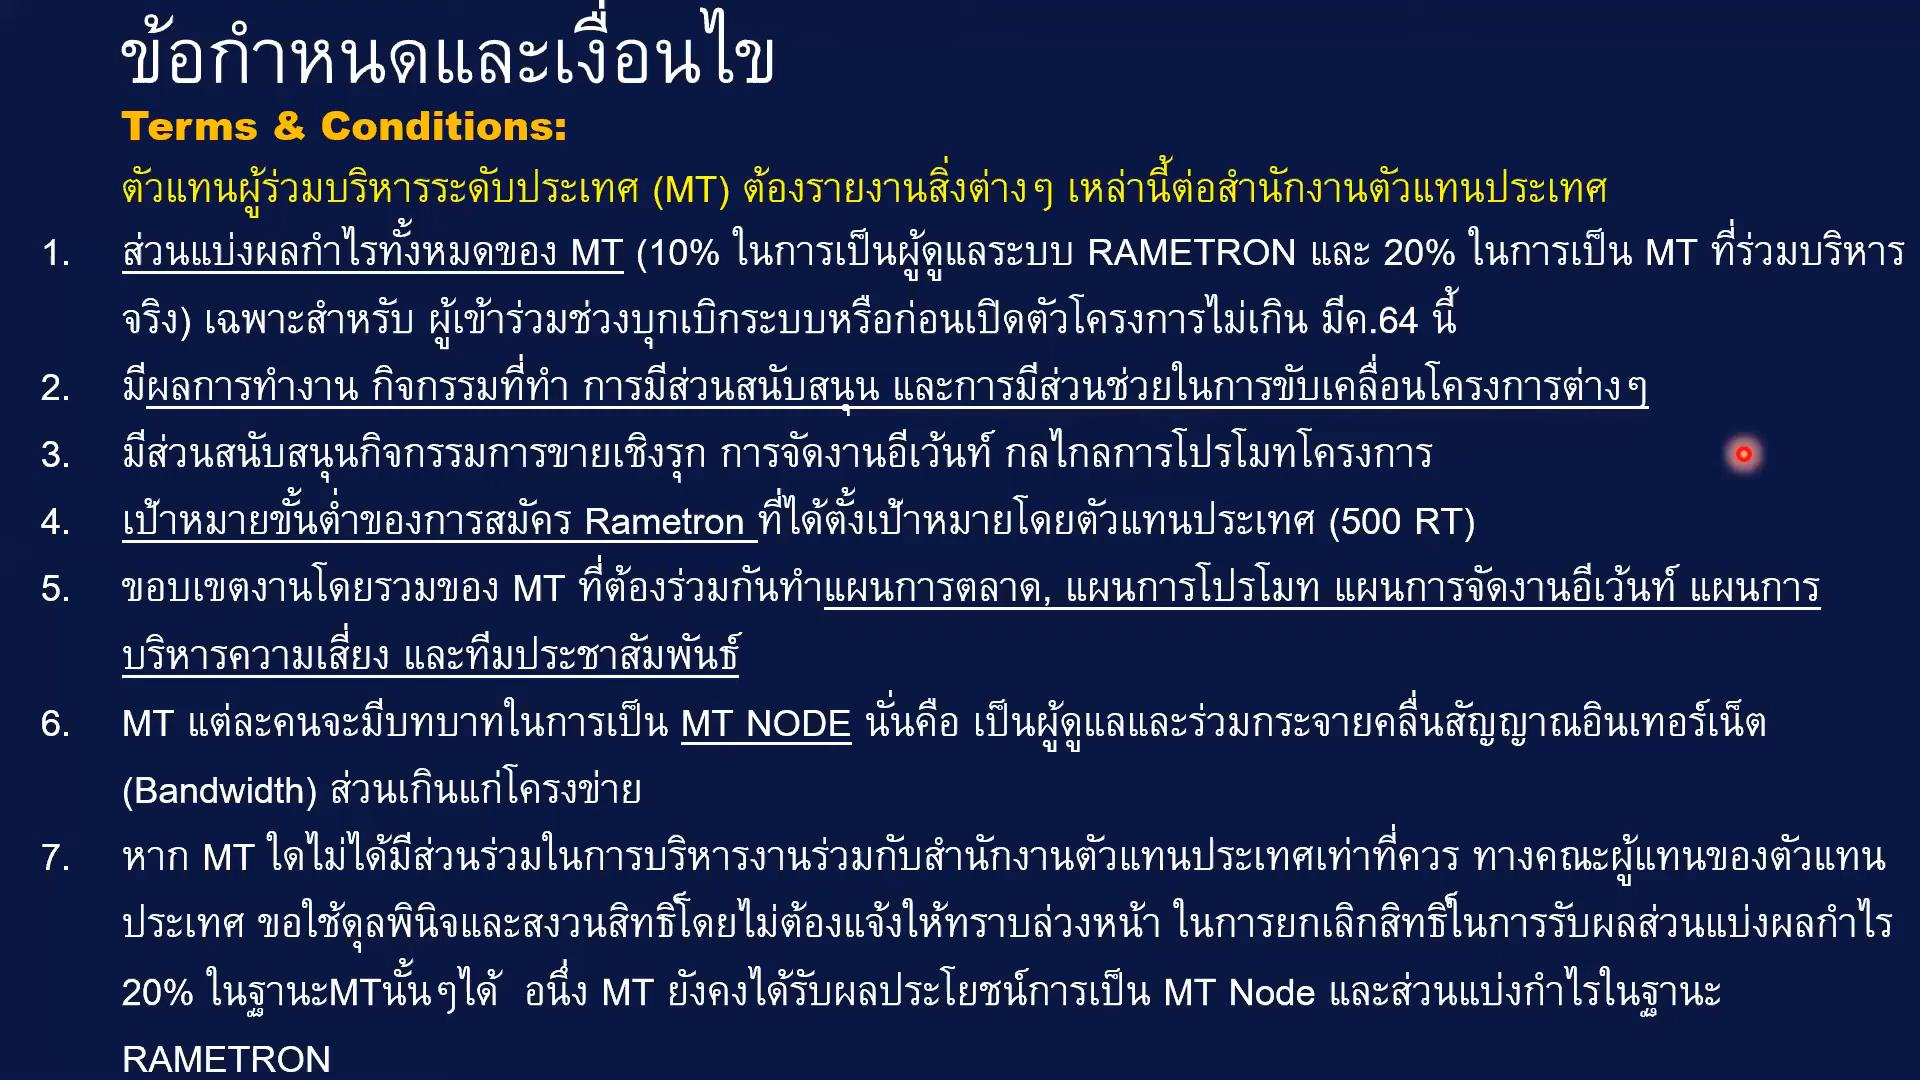 ข้อกำหนดและเงื่อนไข
Terms & Conditions:
ตัวแทนผู้ร่วมบริหารระดับประเทศ (MT) ต้องรายงานสิ่งต่างๆ เหล่านี้ต่อสำนักงานตัวแทนประเทศ
1. ส่วนแบ่งผลกำไรทั้งหมดของ MT (10% ในการเป็นผู้ดูแลระบบ RAMETRON และ 20% ในการเป็น MT ที่ร่วมบริหาร
จริง) เฉพาะสำหรับ ผู้เข้าร่วมช่วงบุกเบิกระบบหรือก่อนเปิดตัวโครงการไม่เกิน มีค.64 นี้
2. มีผลการทำงาน กิจกรรมที่ทำ การมีส่วนสนับสนุน และการมีส่วนช่วยในการขับเคลื่อนโครงการต่างๆ
3. มีส่วนสนับสนุนกิจกรรมการขายเชิงรุก การจัดงานอีเว้นท์ กลไกลการโปรโมทโครงการ
4. เป้าหมายขั้นต่ำของการสมัคร Rametron ที่ได้ตั้งเป้าหมายโดยตัวแทนประเทศ (500 RT)
5. ขอบเขตงานโดยรวมของ MT ที่ต้องร่วมกันทำแผนการตลาด, แผนการโปรโมท แผนการจัดงานอีเว้นท์ แผนการ
บริหารความเสี่ยง และทีมประชาสัมพันธ์
6. MT แต่ละคนจะมีบทบาทในการเป็น MT NODE นั่นคือ เป็นผู้ดูแลและร่วมกระจายคลื่นสัญญาณอินเทอร์เน็ต
(Bandwidth) ส่วนเกินแก่โครงข่าย
7. หาก MT ใดไม่ได้มีส่วนร่วมในการบริหารงานร่วมกับสำนักงานตัวแทนประเทศเท่าที่ควร ทางคณะผู้แทนของตัวแทน
ประเทศ ขอใช้ดุลพินิจและสงวนสิทธิ์โดยไม่ต้องแจ้งให้ทราบล่วงหน้า ในการยกเลิกสิทธิ์ในการรับผลส่วนแบ่งผลกำไร
20% ในฐานะMTนั้นๆได้ อนึ่ง MT ยังคงได้รับผลประโยชน์การเป็น MT Node และส่วนแบ่งกำไรในฐานะ
RAMETRON